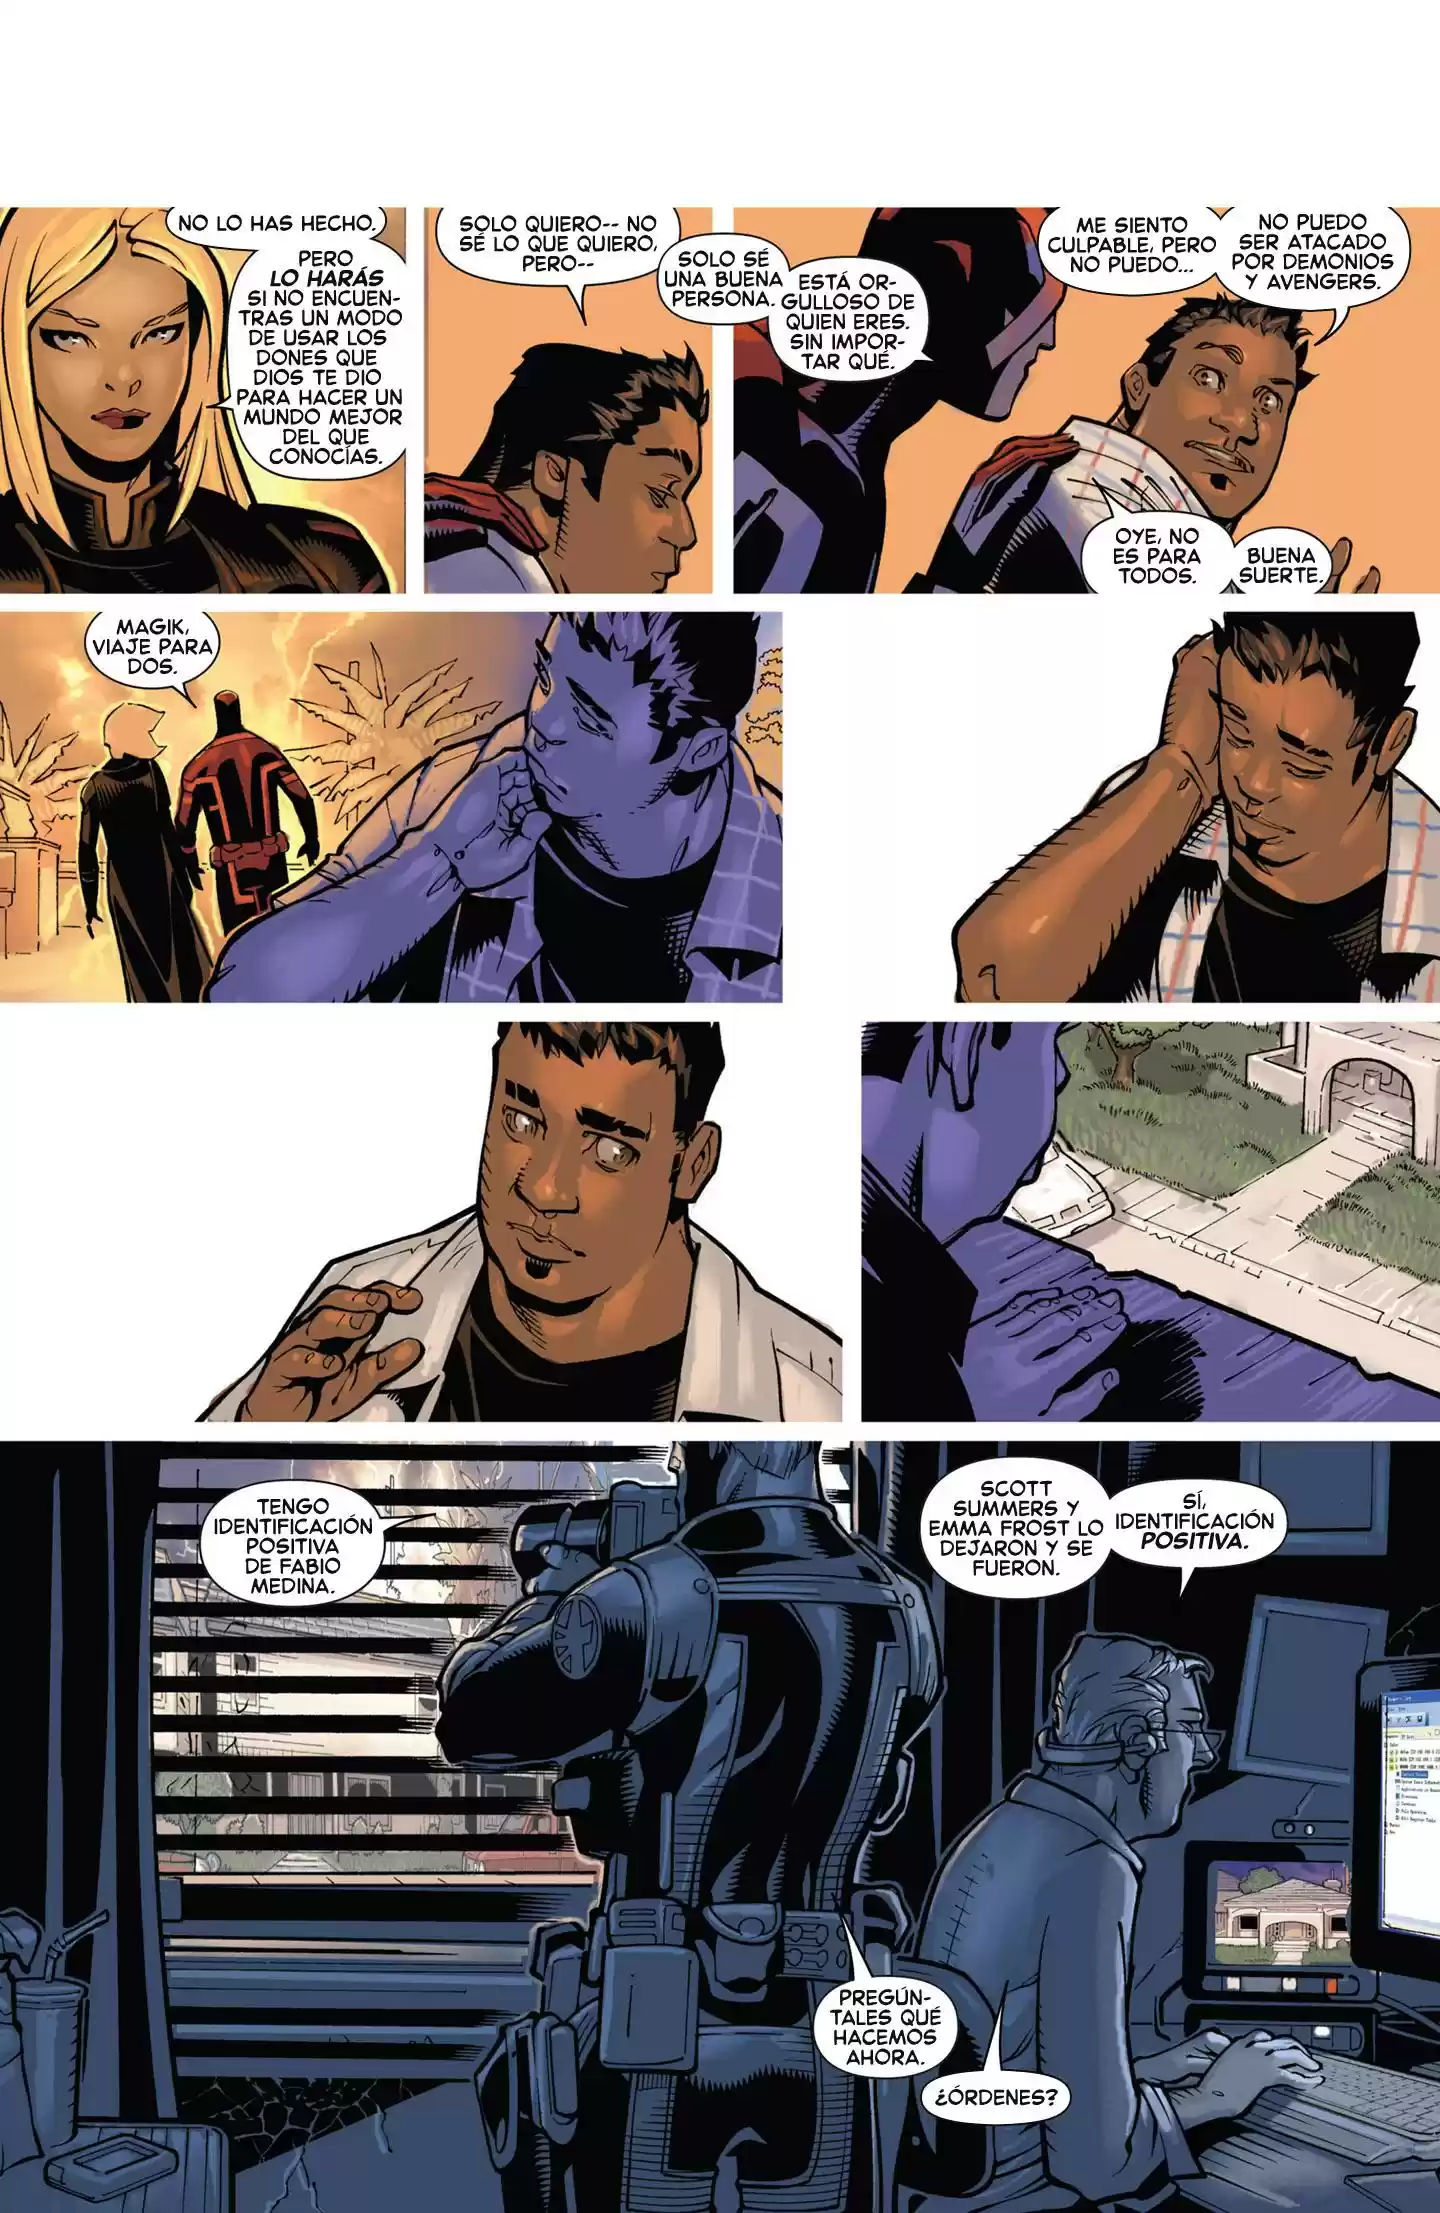 NO LO HAS HECHO.
PERO
LO HARÁS
SI NO ENCUEN-
TRAS UN MODO
DE USAR LOS
DONES QUE
DIOS TE DIO
PARA HACER UN
MUNDO MEJOR
DEL QUE
CONOCÍAS.
SOLO QUIERO-- NO
SÉ LO QUE QUIERO,
PERO--
SOLO SÉ
UNA BUENA
PERSONA.
ESTÁ OR-
GULLOSO DE
QUIEN ERES.
SIN IMPOR-
TAR QUÉ.
ME SIENTO
CULPABLE, PERO
NO PUEDO...
NO PUEDO
SER ATACADO
POR DEMONIOS
Y AVENGERS.
OYE, NO
ES PARA
TODOS.
BUENA
SUERTE.
MAGIK,
VIAJE PARA
DOS.
TENGO
IDENTIFICACIÓN
POSITIVA
DE FABIO
MEDINA.
SCOTT
SUMMERS Y
EMMA FROST LO
DEJARON Y SE
FUERON.
SÍ,
IDENTIFICACIÓN
POSITIVA.
PREGÚN-
TALES QUÉ
HACEMOS
AHORA.
¿ÓRDENES?